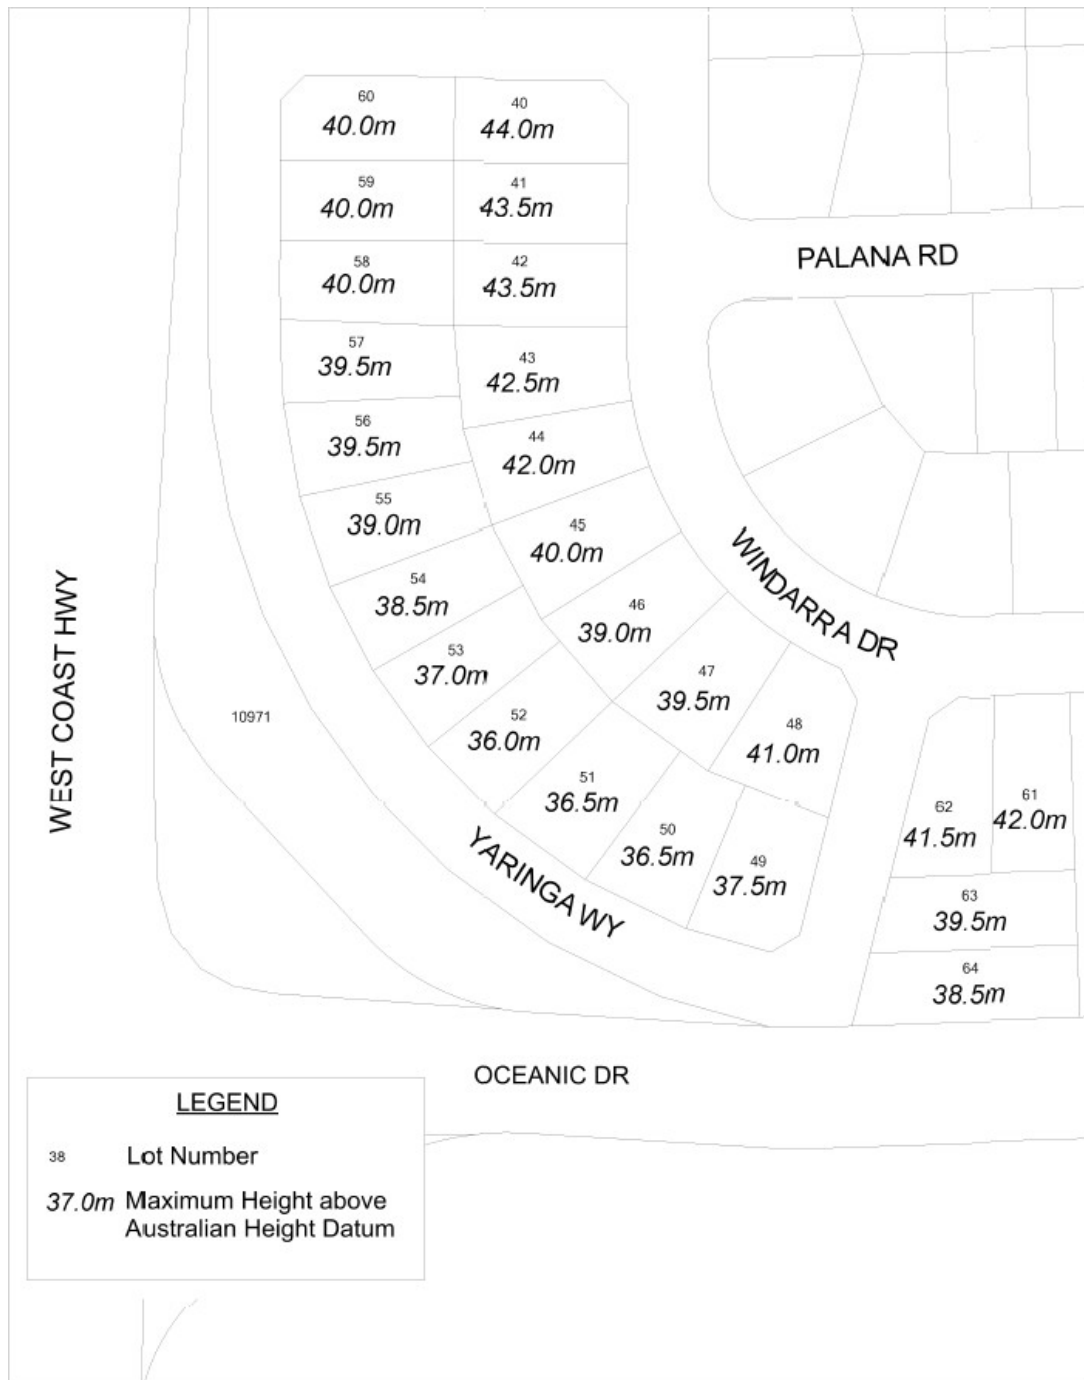 60
40.0m
40
44.0m
59
40.0m
41
43.5m
58
40.0m
42
43.5m
PALANA RD
57
39.5m
43
42.5m
56
39.5m
44
42.0m
55
39.0m
45
40.0m
54
38.5m
46
39.0m
53
37.0m
47
39.5m
52
36.0m
48
41.0m
51
36.5m
50
36.5m
49
37.5m
WINDARRA DR
WEST COAST HWY
10971
YARINGA WY
62
41.5m
61
42.0m
63
39.5m
64
38.5m
OCEANIC DR
LEGEND
38 Lot Number
37.0m Maximum Height above
Australian Height Datum